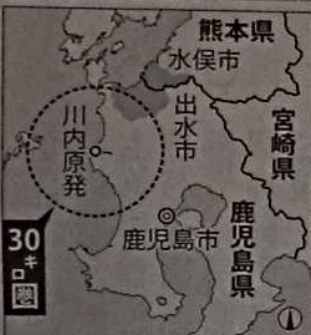 熊本県
水俣市
出水市
川内原発
宮崎県
鹿児島市
鹿児島県
30キロ圏